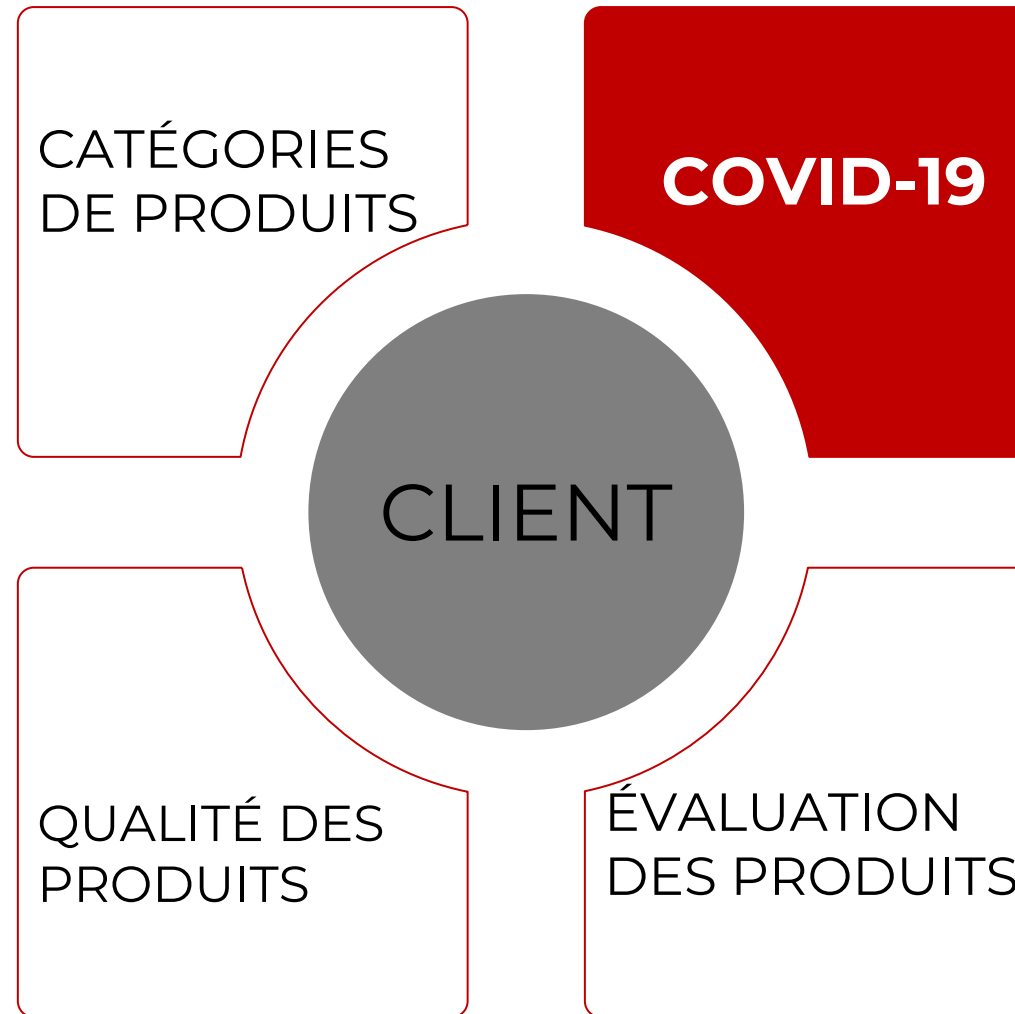 CATÉGORIES
DE PRODUITS
COVID-19
CLIENT
QUALITÉ DES
PRODUITS
ÉVALUATION
DES PRODUITS